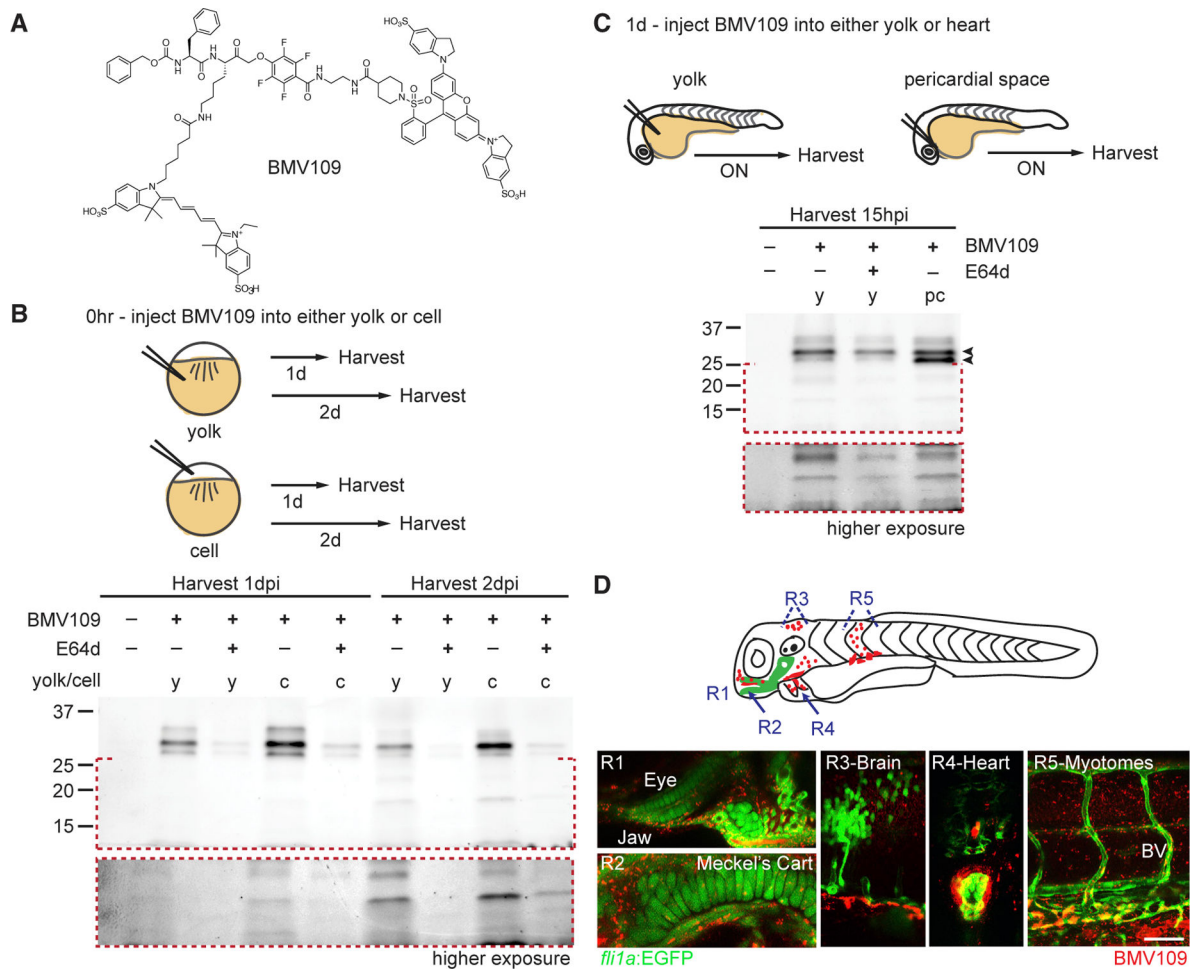 A
HO₃S
SO₃H
HO₃S
SO₃H
BMV109
B
0hr - inject BMV109 into either yolk or cell
yolk
1d
Harvest
2d
Harvest
cell
1d
Harvest
2d
Harvest
Harvest 1dpi Harvest 2dpi
BMV109 – + + + + + + + +
E64d – – + – + – + – +
yolk/cell y y c c y y c c
37
25
20
15
higher exposure
C
1d - inject BMV109 into either yolk or heart
yolk pericardial space
ON
Harvest
ON
Harvest
Harvest 15hpi
– + + + BMV109
– – + – E64d
y y pc
37
25
20
15
higher exposure
D
R3 R5
R1
R2
R4
R1
Eye
Jaw
R2 Meckel's Cart
R3-Brain
R4-Heart
R5-Myotomes
BV
fli1a:EGFP BMV109